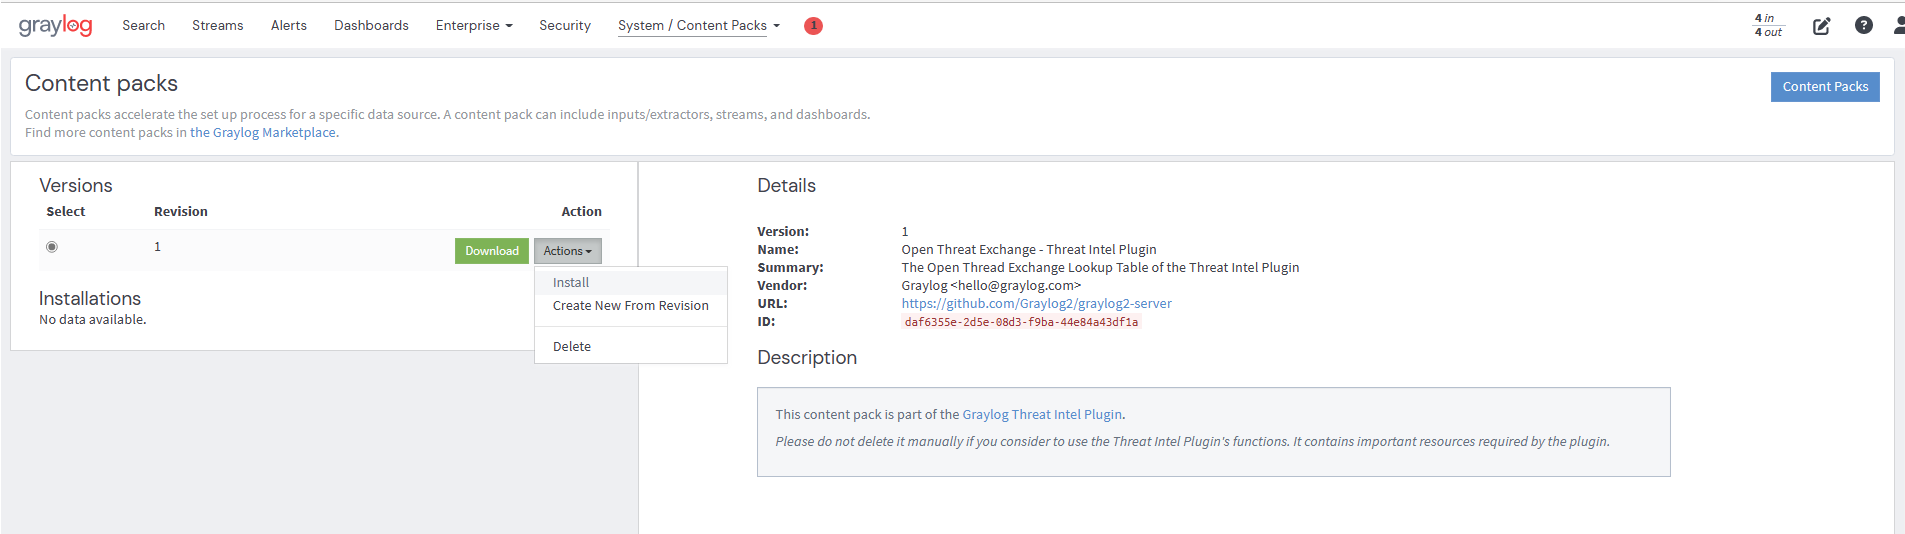 graylog Search Streams Alerts Dashboards Enterprise Security System / Content Packs 1 4 in
4 out
Content packs
Content Packs
Content packs accelerate the set up process for a specific data source. A content pack can include inputs/extractors, streams, and dashboards.
Find more content packs in the Graylog Marketplace.
Versions
Select Revision Action
1 Download Actions
Install
Create New From Revision
Delete
Installations
No data available.
Details
Version: 1
Name: Open Threat Exchange - Threat Intel Plugin
Summary: The Open Thread Exchange Lookup Table of the Threat Intel Plugin
Vendor: Graylog <hello@graylog.com>
URL: https://github.com/Graylog2/graylog2-server
ID: daf6355e-2d5e-08d3-f9ba-44e84a43df1a
Description
This content pack is part of the Graylog Threat Intel Plugin.
Please do not delete it manually if you consider to use the Threat Intel Plugin's functions. It contains important resources required by the plugin.